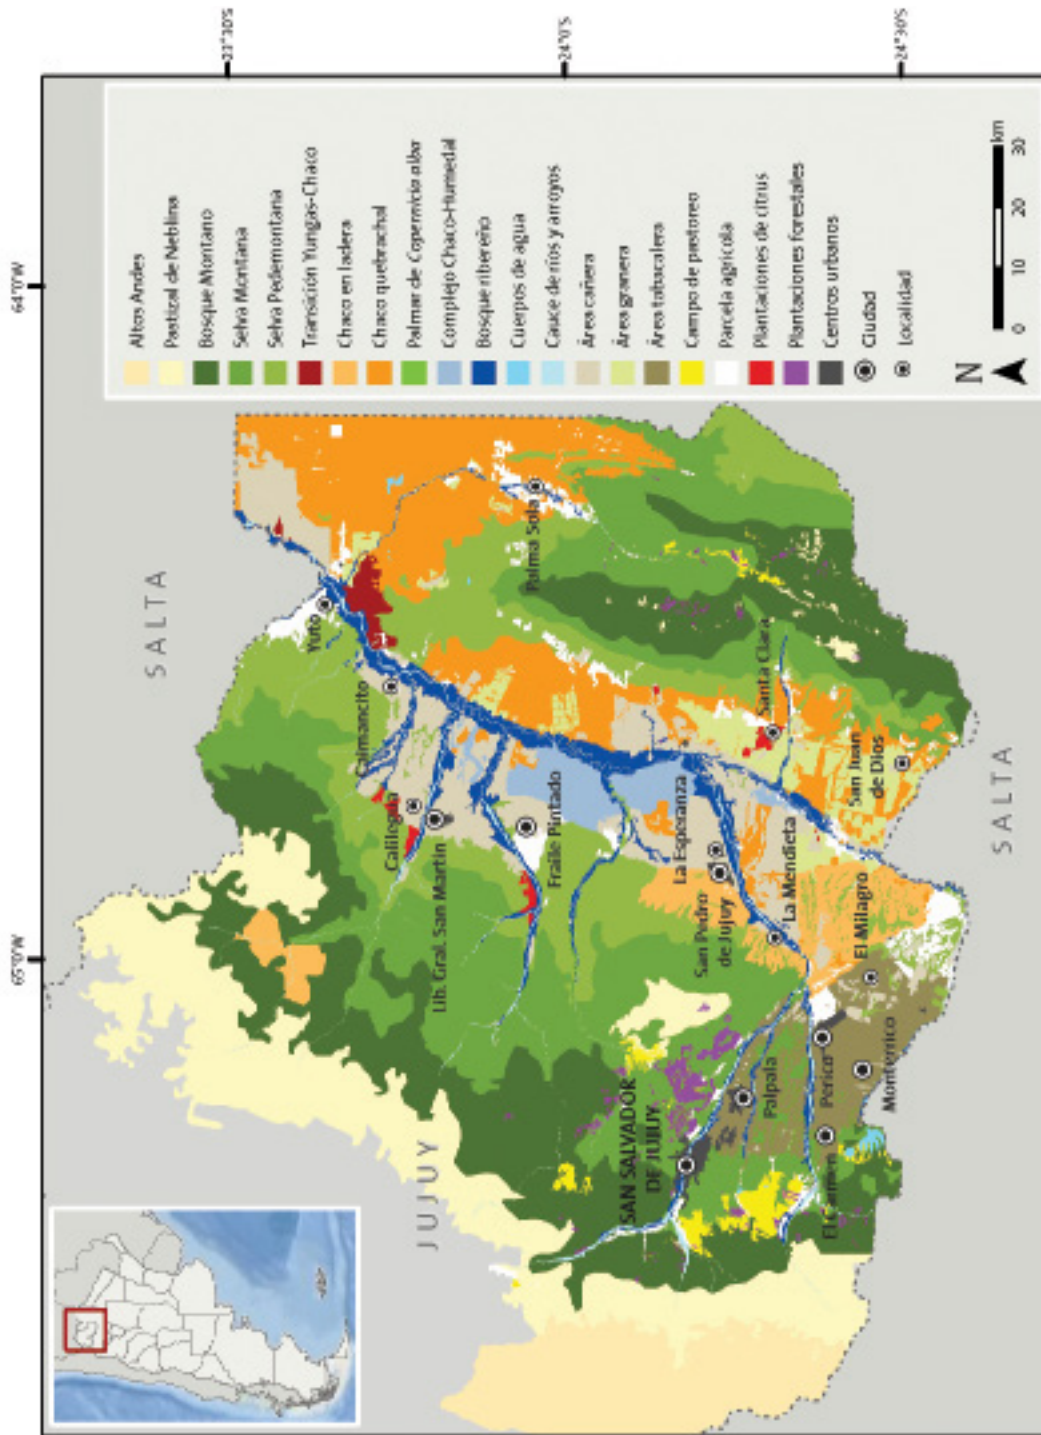 65°0'W
64°0'W
23°30'S
24°0'S
24°30'S
SALTA
JUJUY
SALTA
Yuto
Caimancito
Calilegua
Lib. Gral. San Martín
Fraile Pintado
Palma Sola
La Esperanza
San Pedro
de Jujuy
La Mendieta
Santa Clara
San Juan
de Dios
El Milagro
SAN SALVADOR
DE JUJUY
Palpala
Perico
Monterrico
El Carmen
Altos Andes
Pastizal de Neblina
Bosque Montano
Selva Montana
Selva Pedemontana
Transición Yungas-Chaco
Chaco en ladera
Chaco quebrachal
Palmar de Copernicia alba
Complejo Chaco-Humedal
Bosque ribereño
Cuerpos de agua
Cauce de ríos y arroyos
Área cañera
Área granera
Área tabacalera
Campo de pastoreo
Parcela agrícola
Plantaciones de citrus
Plantaciones forestales
Centros urbanos
Ciudad
Localidad
N
0 10 20 30 km